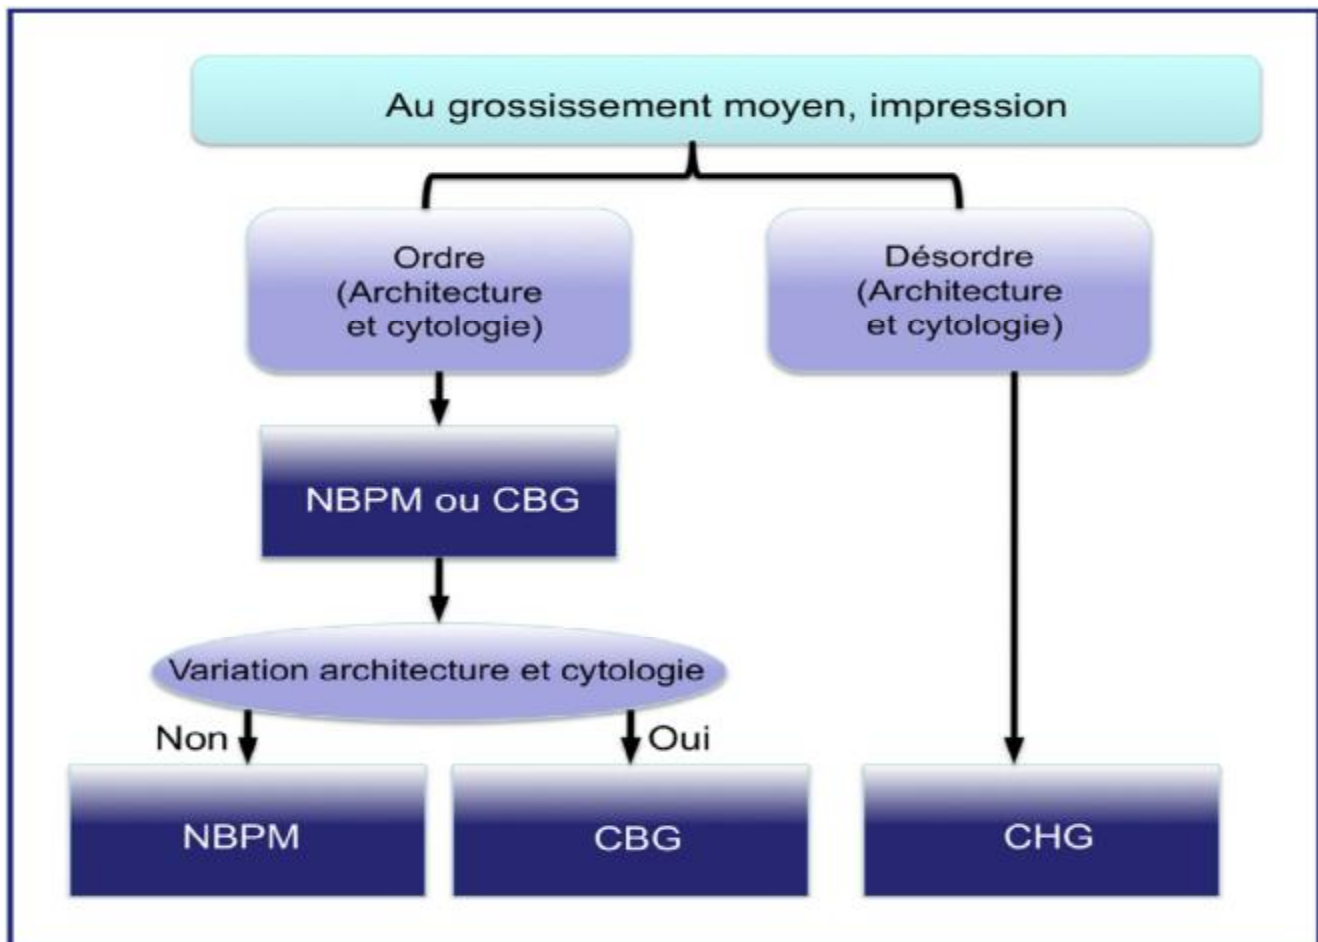 Au grossissement moyen, impression
Ordre
(Architecture
et cytologie)
Désordre
(Architecture
et cytologie)
NBPM ou CBG
Variation architecture et cytologie
Non
Oui
NBPM
CBG
CHG